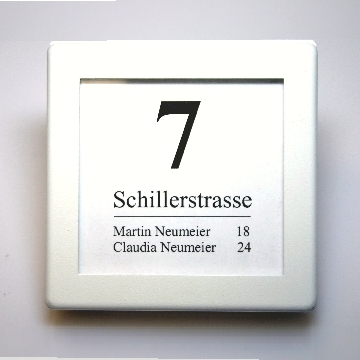 7
Schillerstrasse
Martin Neumeier 18
Claudia Neumeier 24